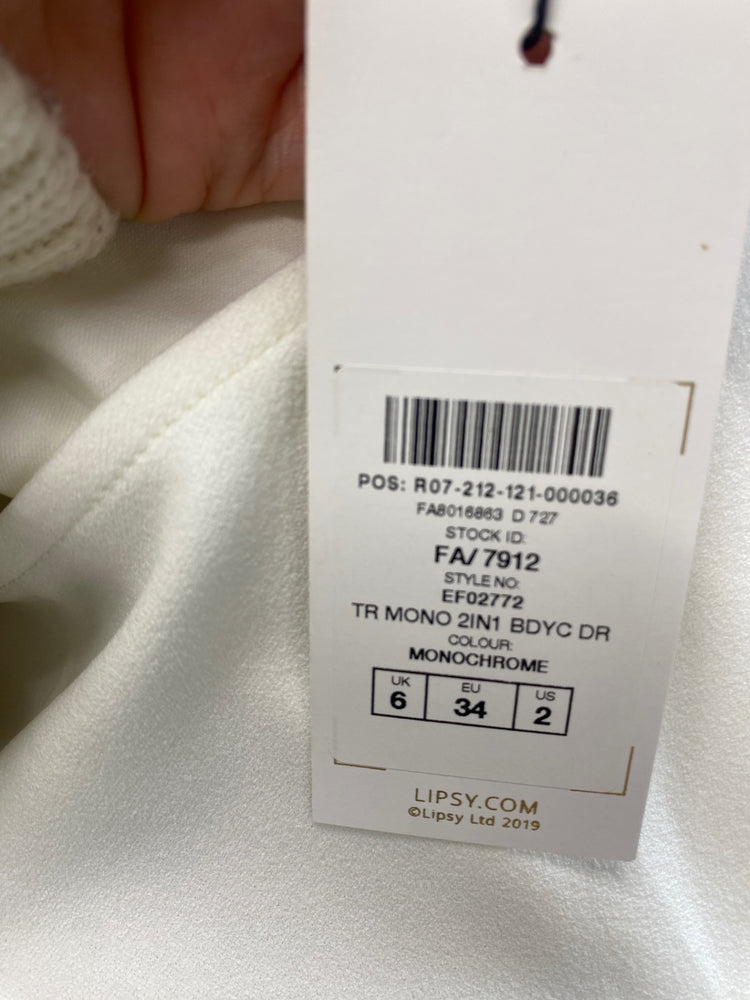 POS: R07-212-121-000036
FA8016863 D 727
STOCK ID:
FA/ 7912
STYLE NO:
EF02772
TR MONO 2IN1 BDYC DR
COLOUR:
MONOCHROME
UK EU US
6 34 2
LIPSY.COM
©Lipsy Ltd 2019